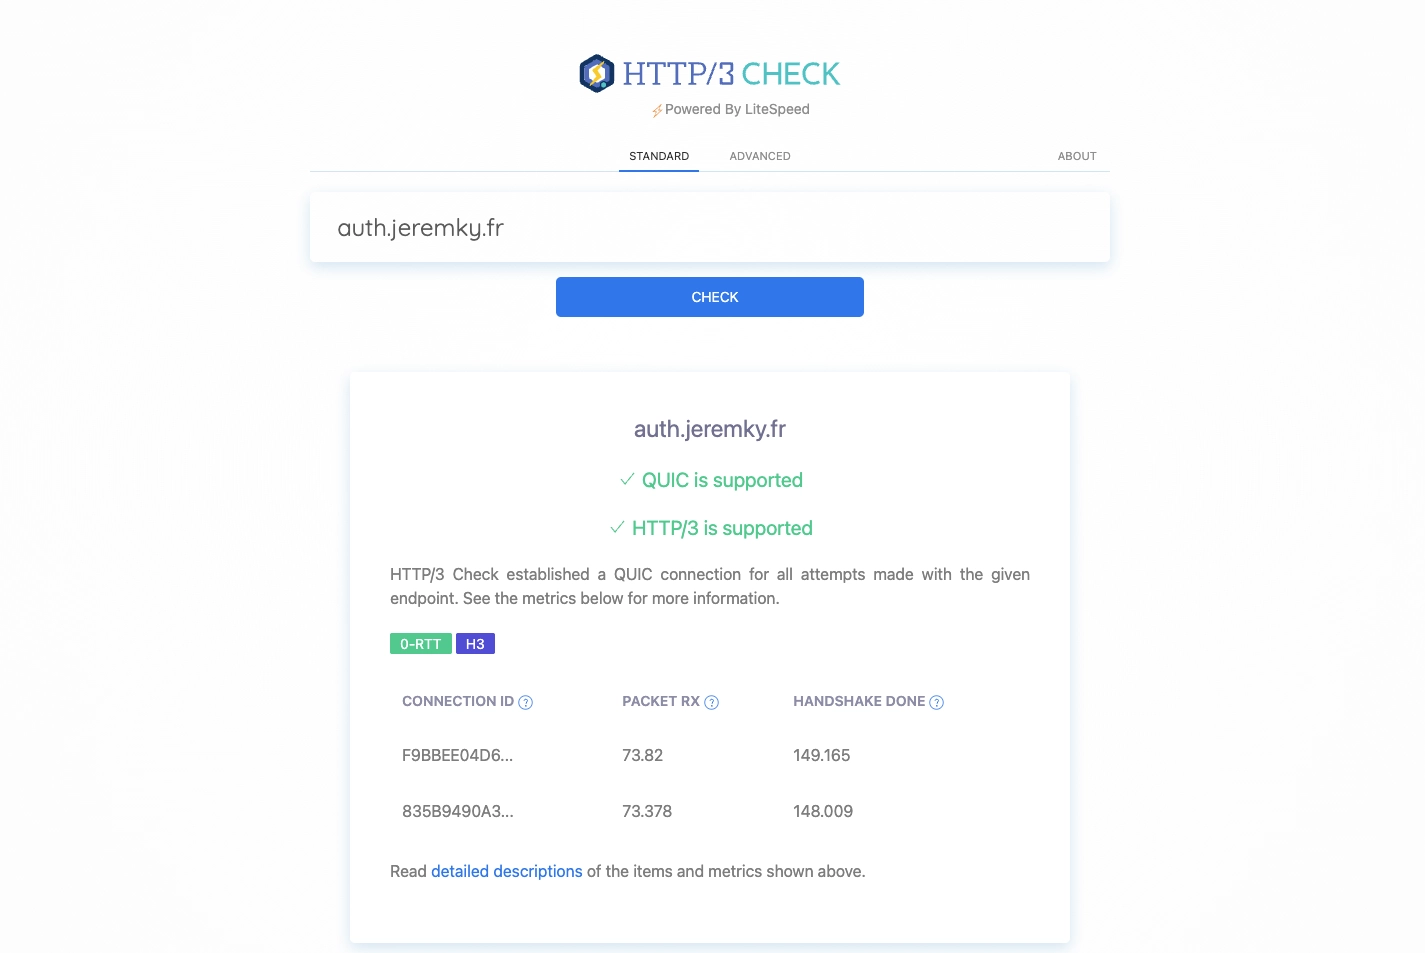 HTTP/3 CHECK
⚡Powered By LiteSpeed
STANDARD ADVANCED ABOUT
auth.jeremky.fr
CHECK
auth.jeremky.fr
✓ QUIC is supported
✓ HTTP/3 is supported
HTTP/3 Check established a QUIC connection for all attempts made with the given
endpoint. See the metrics below for more information.
0-RTT H3
CONNECTION ID ? PACKET RX ? HANDSHAKE DONE ?
F9BBEE04D6... 73.82 149.165
835B9490A3... 73.378 148.009
Read detailed descriptions of the items and metrics shown above.